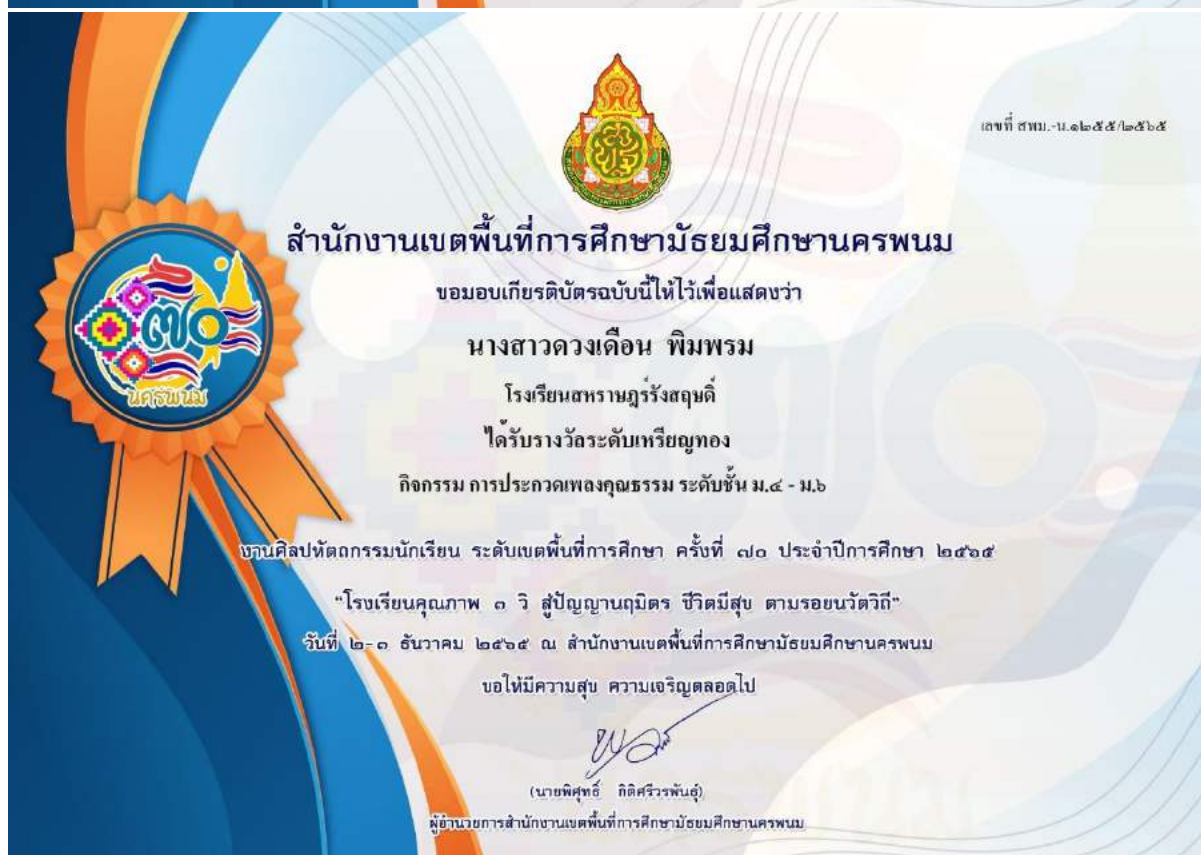 เลขที่ สพม.-น.๑๒๕๕/๒๕๖๕
สำนักงานเขตพื้นที่การศึกษามัธยมศึกษานครพนม
ขอมอบเกียรติบัตรฉบับนี้ให้ไว้เพื่อแสดงว่า
นางสาวดวงเดือน พิมพรม
โรงเรียนสหราษฎร์รังสฤษดิ์
ได้รับรางวัลระดับเหรียญทอง
กิจกรรม การประกวดเพลงคุณธรรม ระดับชั้น ม.๔ - ม.๖
๗๐
นครพนม
งานศิลปหัตถกรรมนักเรียน ระดับเขตพื้นที่การศึกษา ครั้งที่ ๗๐ ประจำปีการศึกษา ๒๕๖๕
“โรงเรียนคุณภาพ ๓ วิ สู่ปัญญานฤมิตร ชีวิตมีสุข ตามรอยนวัตวิถี”
วันที่ ๒-๓ ธันวาคม ๒๕๖๕ ณ สำนักงานเขตพื้นที่การศึกษามัธยมศึกษานครพนม
ขอให้มีความสุข ความเจริญตลอดไป
(นายพิศุทธิ์ กิติศรีวรพันธุ์)
ผู้อำนวยการสำนักงานเขตพื้นที่การศึกษามัธยมศึกษานครพนม